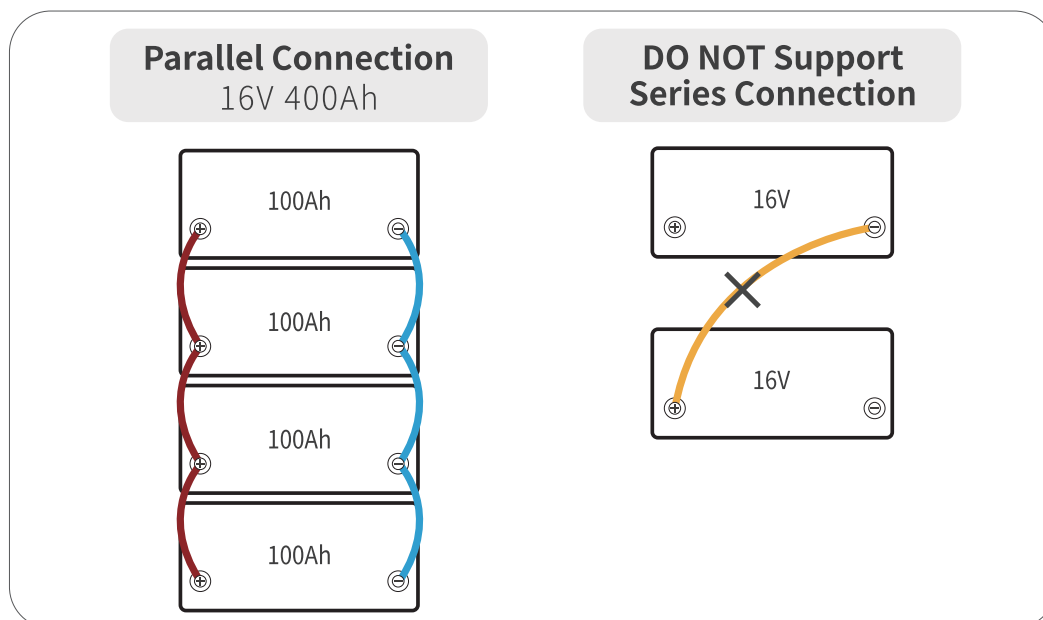 Parallel Connection
16V 400Ah
100Ah
100Ah
100Ah
100Ah
DO NOT Support
Series Connection
16V
16V